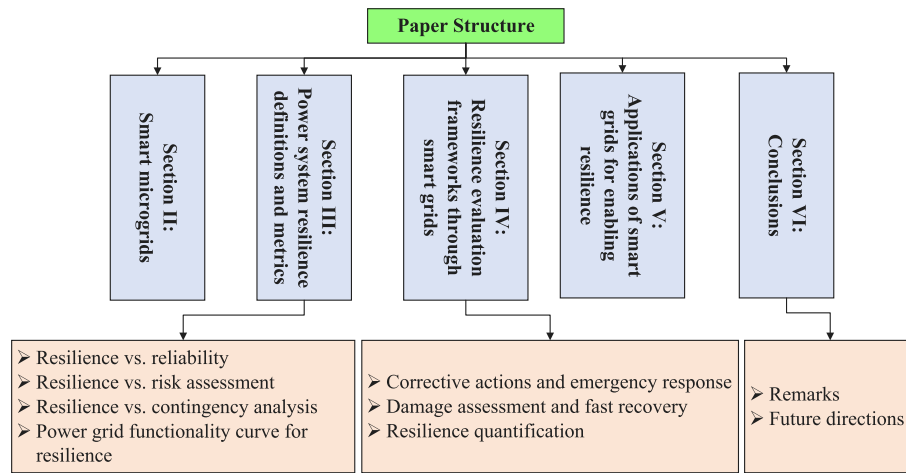 Paper Structure
Section II:
Smart microgrids
Section III:
Power system resilience
definitions and metrics
Section IV:
Resilience evaluation
frameworks through
smart grids
Section V:
Applications of smart
grids for enabling
resilience
Section VI:
Conclusions
➢ Resilience vs. reliability
➢ Resilience vs. risk assessment
➢ Resilience vs. contingency analysis
➢ Power grid functionality curve for
resilience
➢ Corrective actions and emergency response
➢ Damage assessment and fast recovery
➢ Resilience quantification
➢ Remarks
➢ Future directions